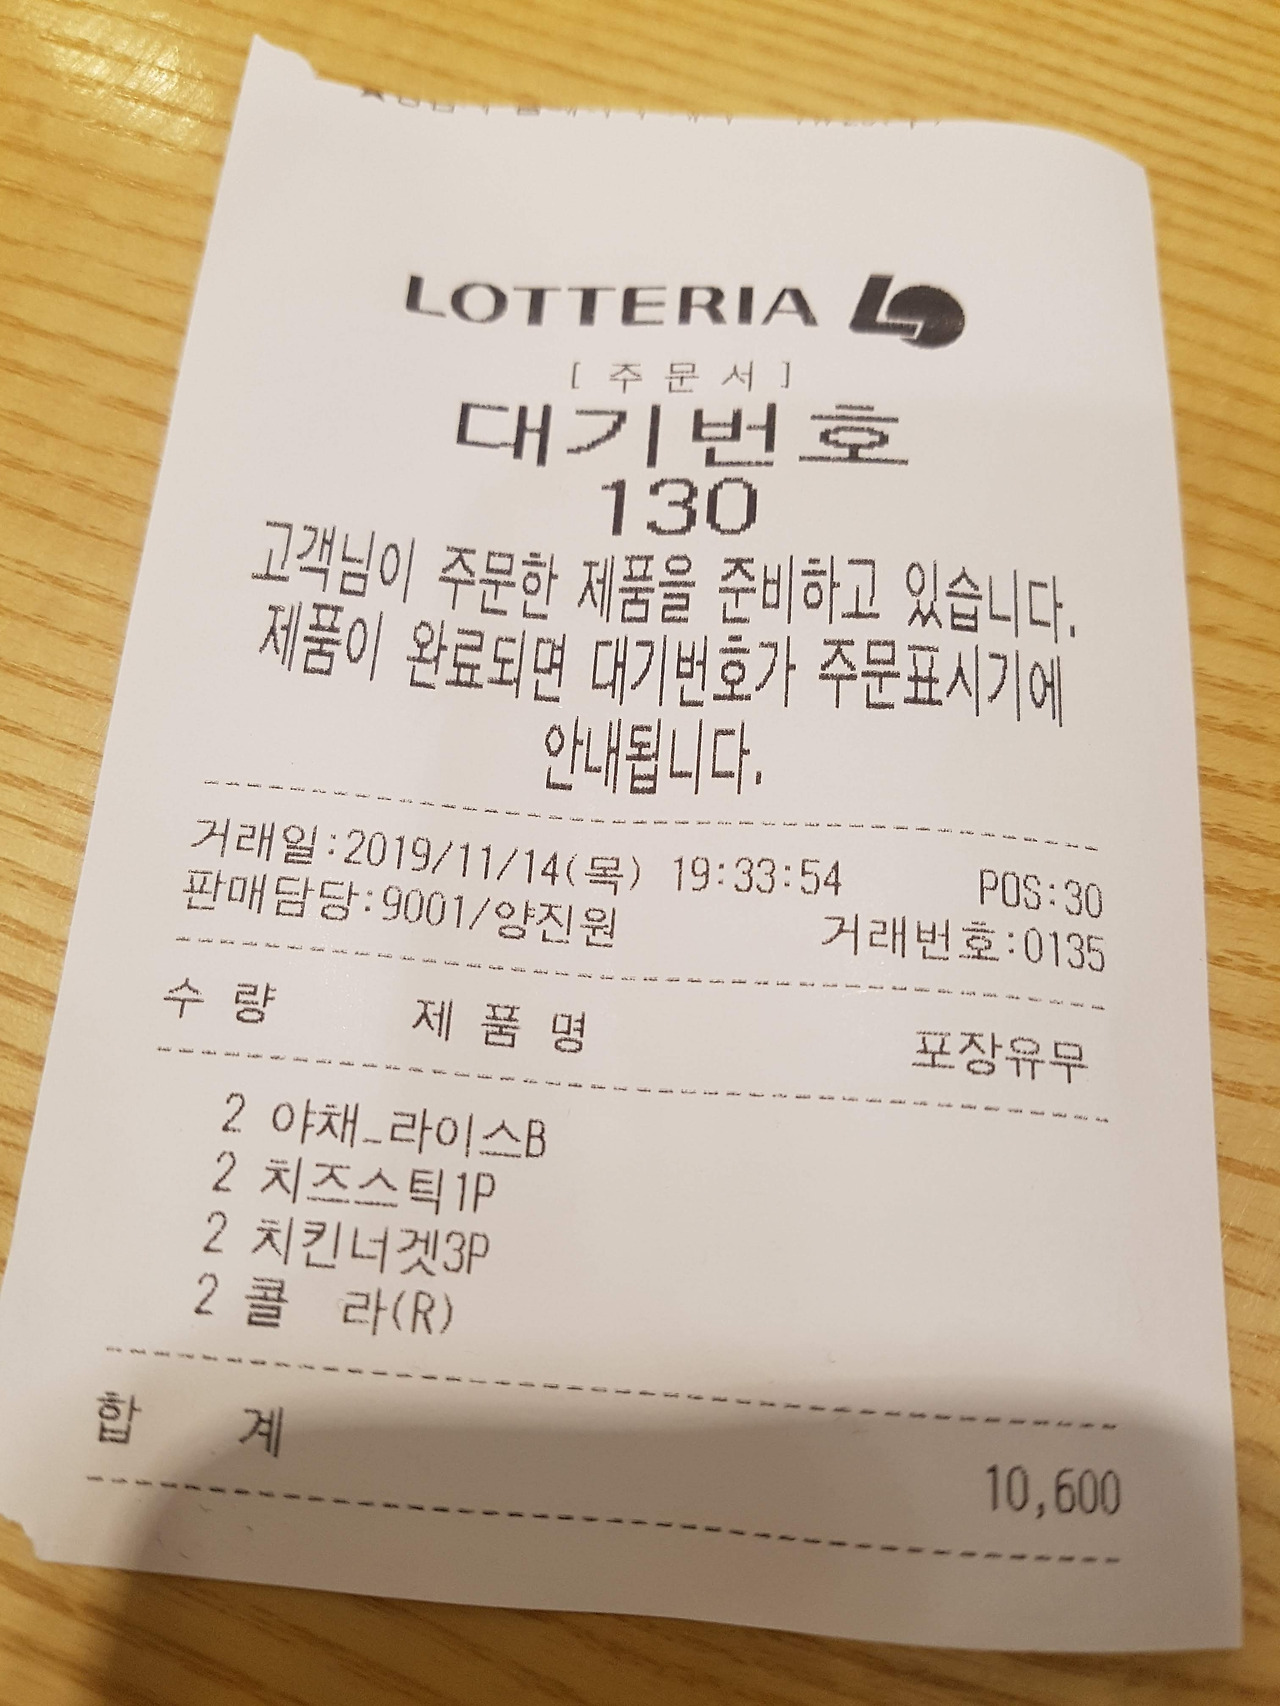 LOTTERIA
[ 주 문 서 ]
대기번호
130
고객님이 주문한 제품을 준비하고 있습니다.
제품이 완료되면 대기번호가 주문표시기에
안내됩니다.
거래일:2019/11/14(목) 19:33:54 POS:30
판매담당:9001/양진원 거래번호:0135
수 량 제 품 명 포장유무
2 야채_라이스B
2 치즈스틱1P
2 치킨너겟3P
2 콜 라(R)
합 계 10,600